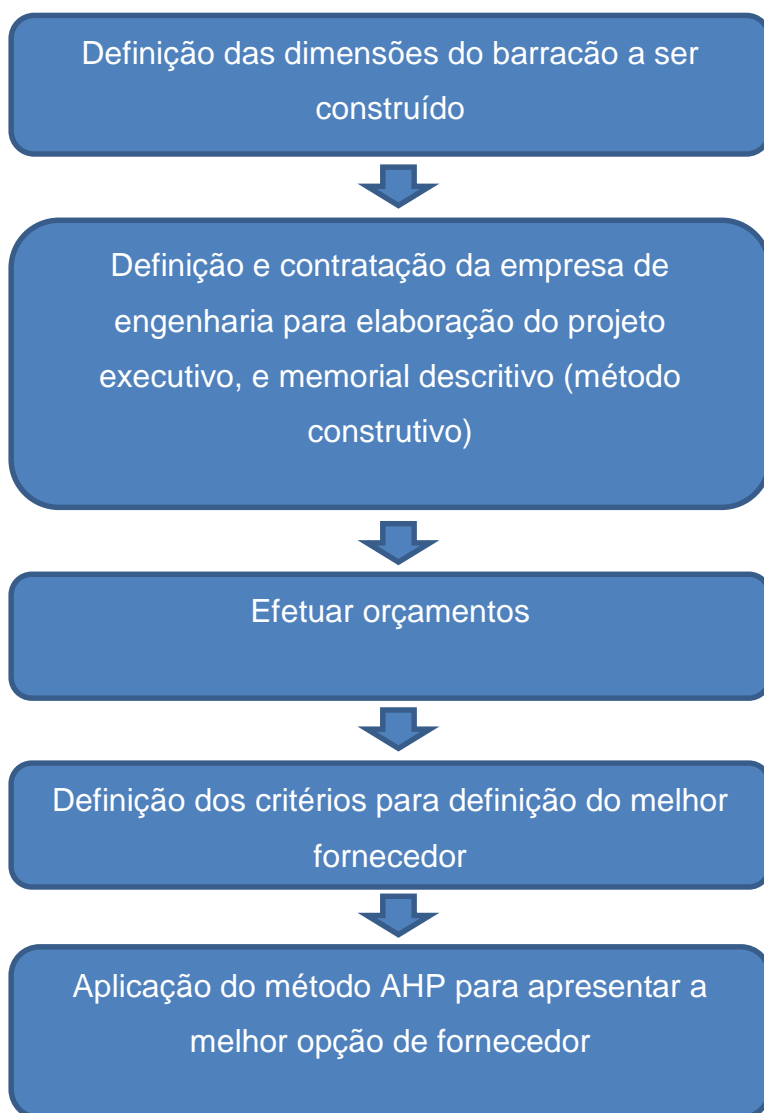 Definição das dimensões do barracão a ser
construído
Definição e contratação da empresa de
engenharia para elaboração do projeto
executivo, e memorial descritivo (método
construtivo)
Efetuar orçamentos
Definição dos critérios para definição do melhor
fornecedor
Aplicação do método AHP para apresentar a
melhor opção de fornecedor